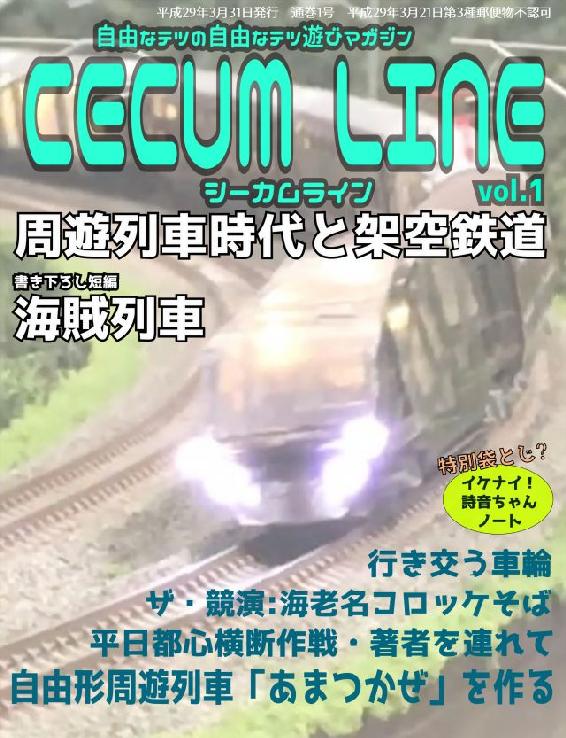 平成29年3月31日発行　通巻1号　平成29年3月21日第3種郵便物不認可
自由なテツの自由なテツ遊びマガジン
CECUM LINE
シーカムライン
vol.1
周遊列車時代と架空鉄道
書き下ろし短編
海賊列車
特別袋とじ?
イケナイ!
詩音ちゃん
ノート
行き交う車輪
ザ・競演:海老名コロッケそば
平日都心横断作戦・著者を連れて
自由形周遊列車「あまつかぜ」を作る